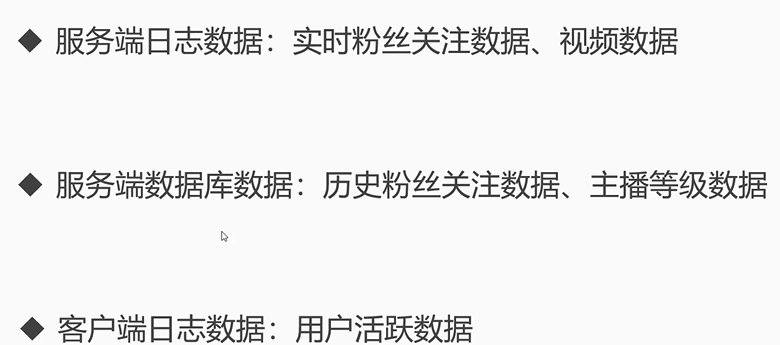 ◆ 服务端日志数据：实时粉丝关注数据、视频数据
◆ 服务端数据库数据：历史粉丝关注数据、主播等级数据
◆ 客户端日志数据：用户活跃数据